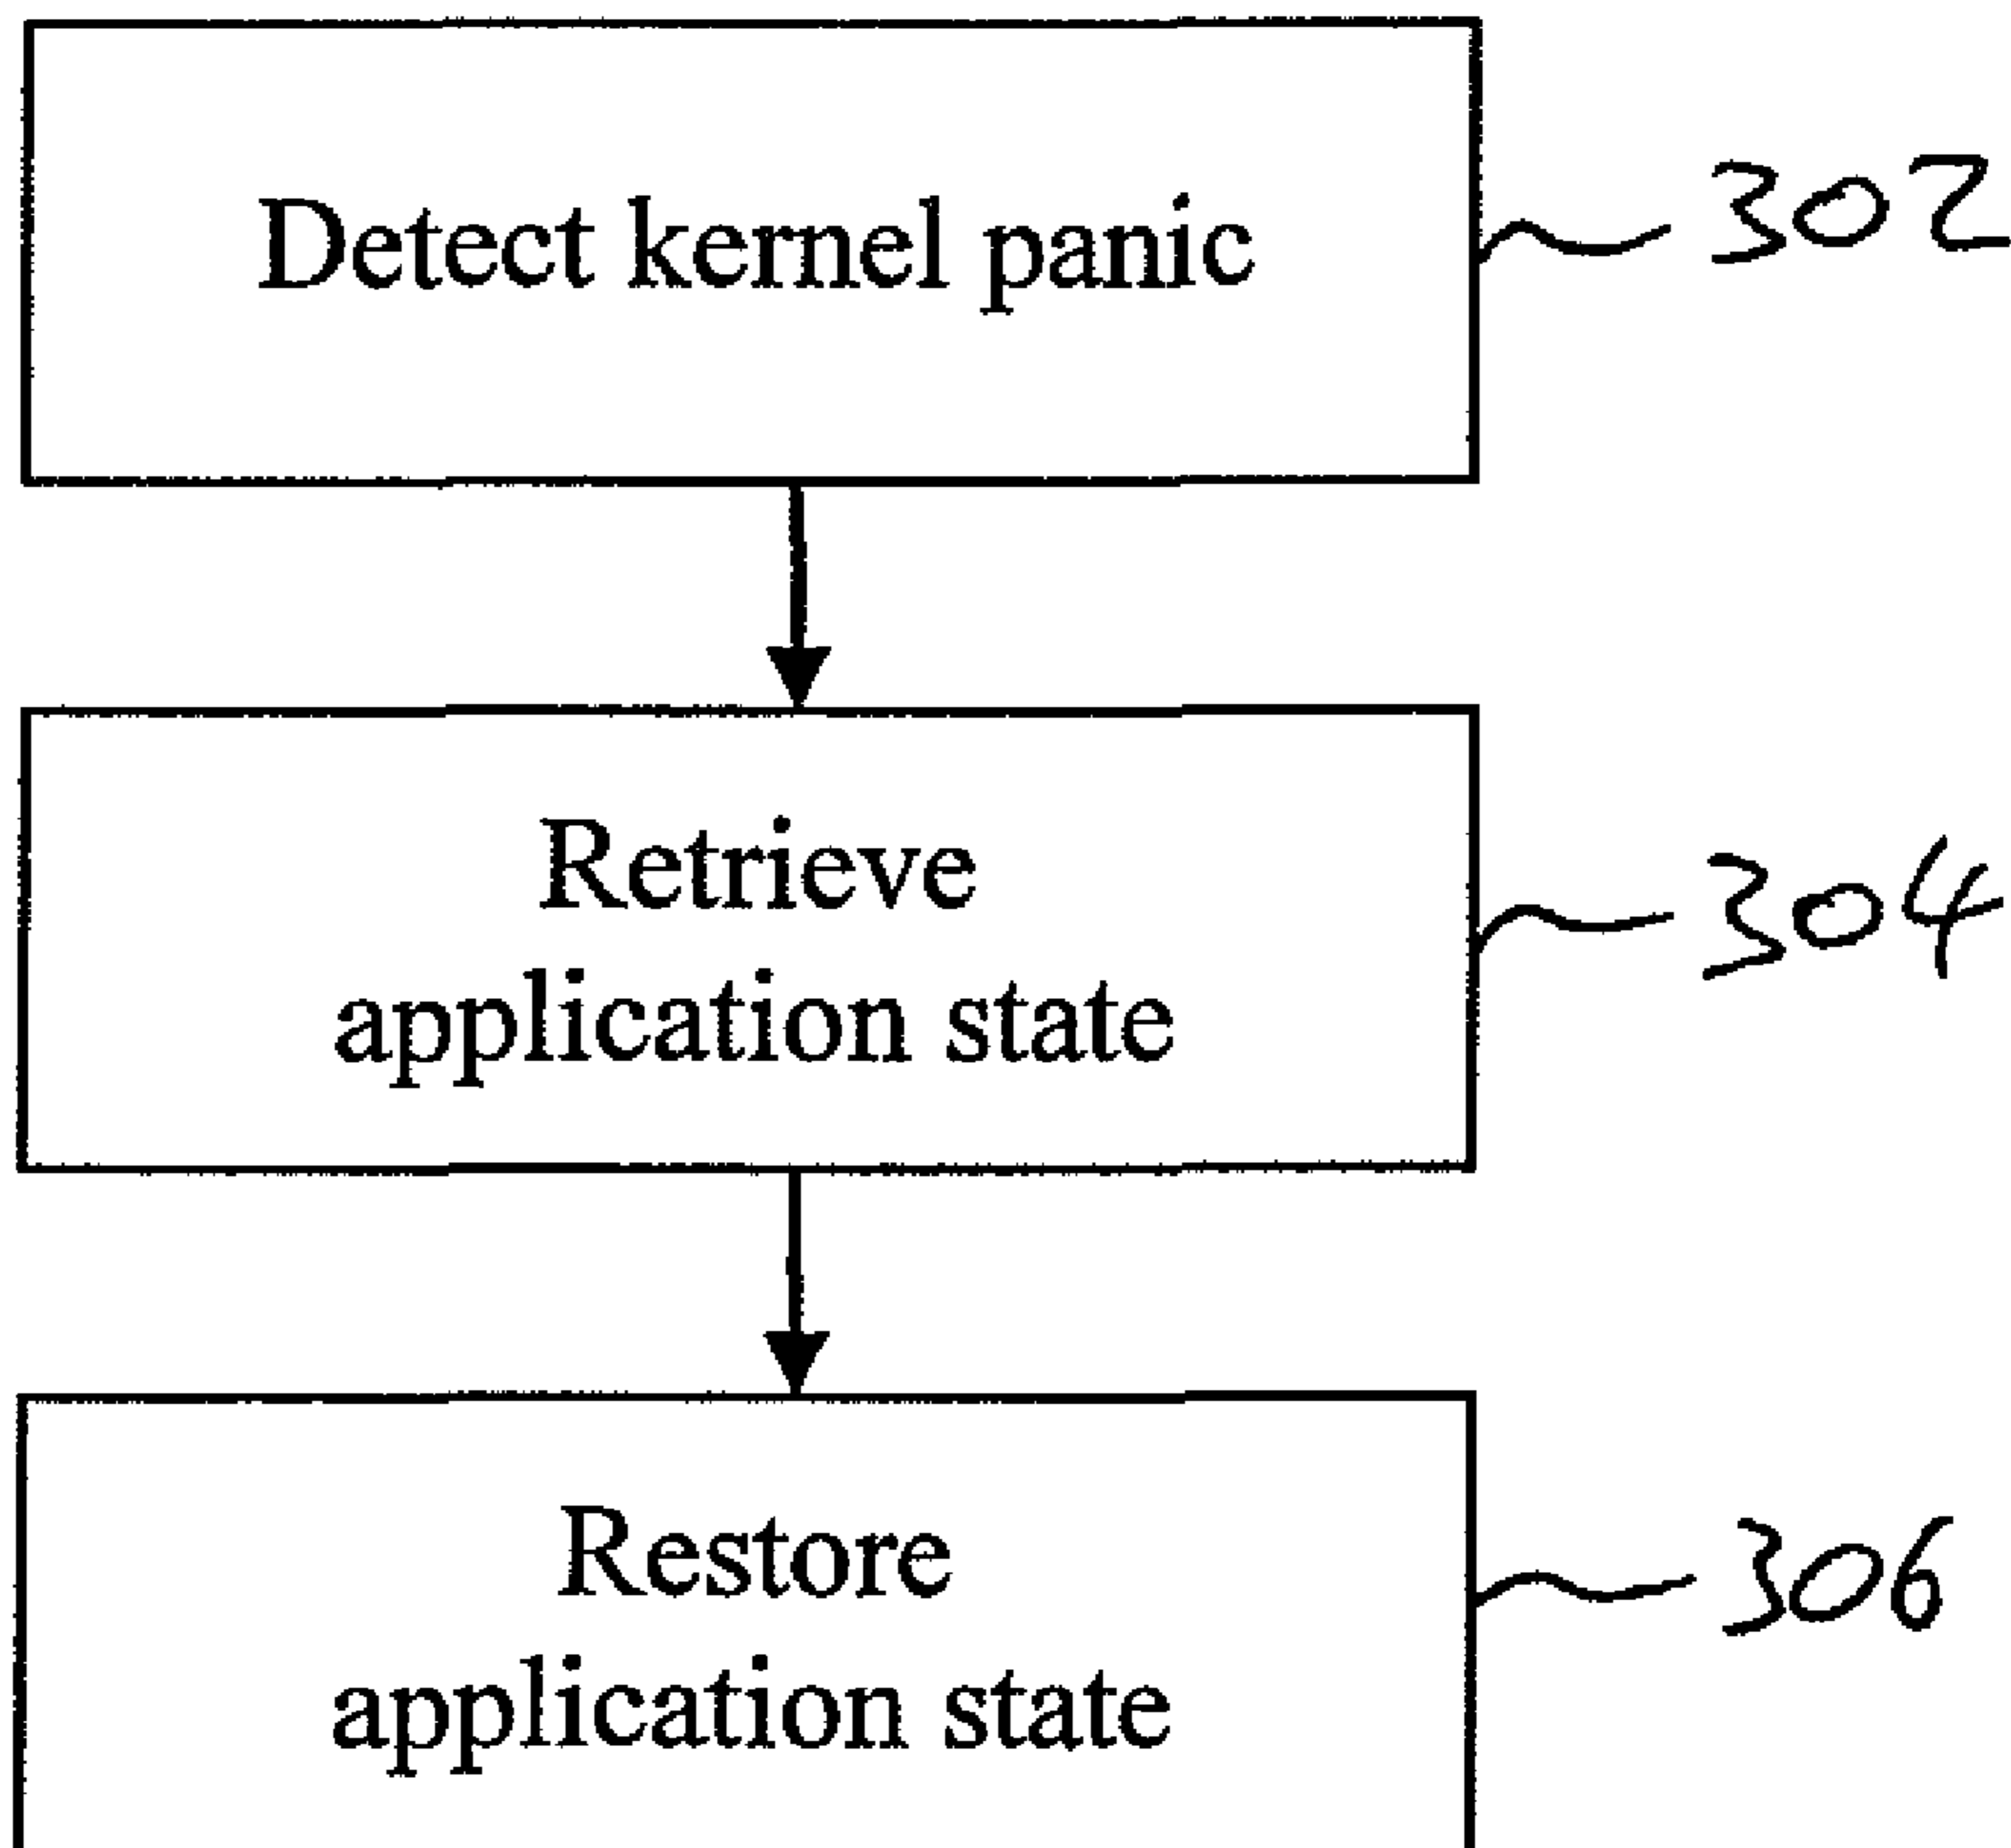 Detect kernel panic
302
Retrieve
application state
304
Restore
application state
306